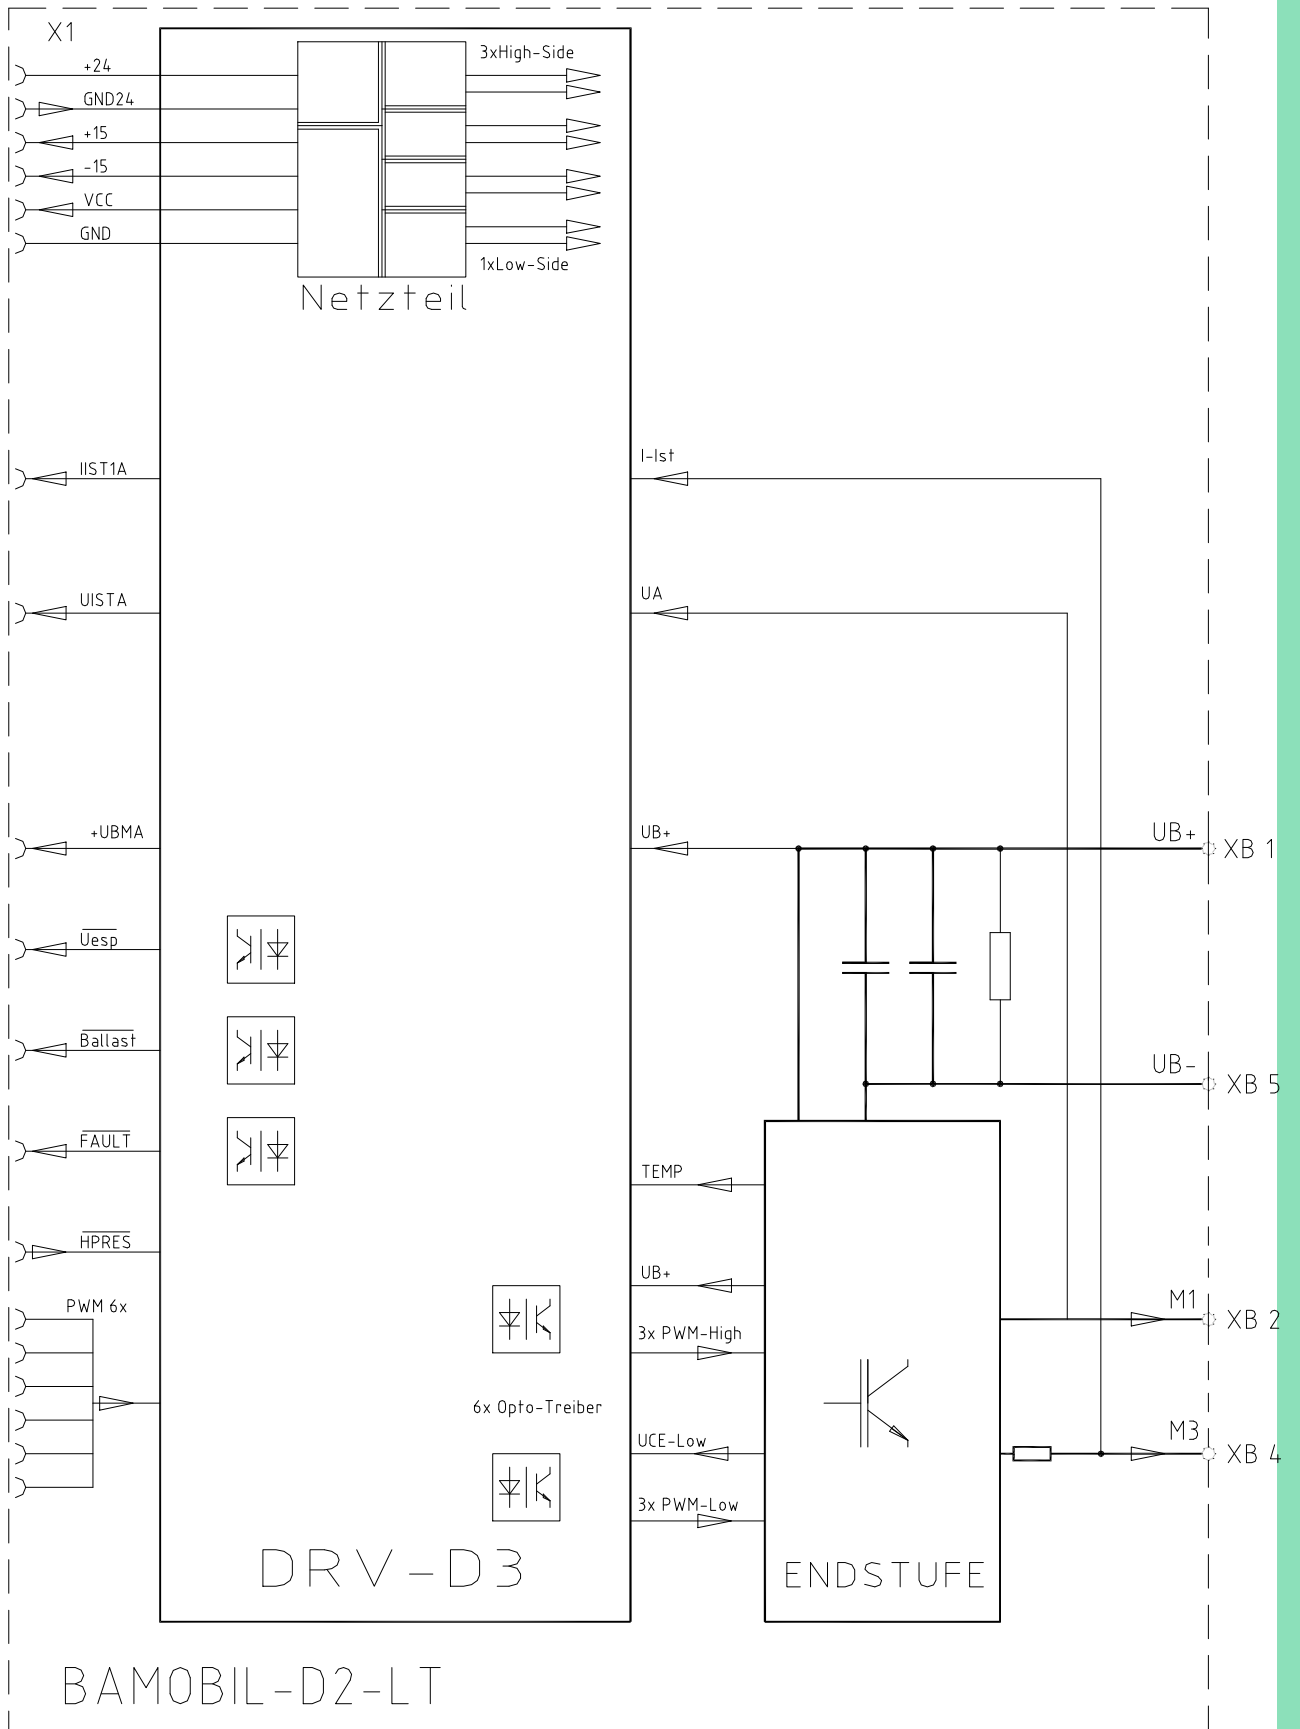 X1
+24
GND24
+15
-15
VCC
GND
3xHigh-Side
1xLow-Side
Netzteil
IIST1A
I-Ist
UISTA
UA
+UBMA
UB+
UB+
XB 1
Uesp
Ballast
UB-
XB 5
FAULT
TEMP
HPRES
UB+
PWM 6x
M1
XB 2
3x PWM-High
6x Opto-Treiber
UCE-Low
M3
XB 4
3x PWM-Low
DRV-D3
ENDSTUFE
BAMOBIL-D2-LT